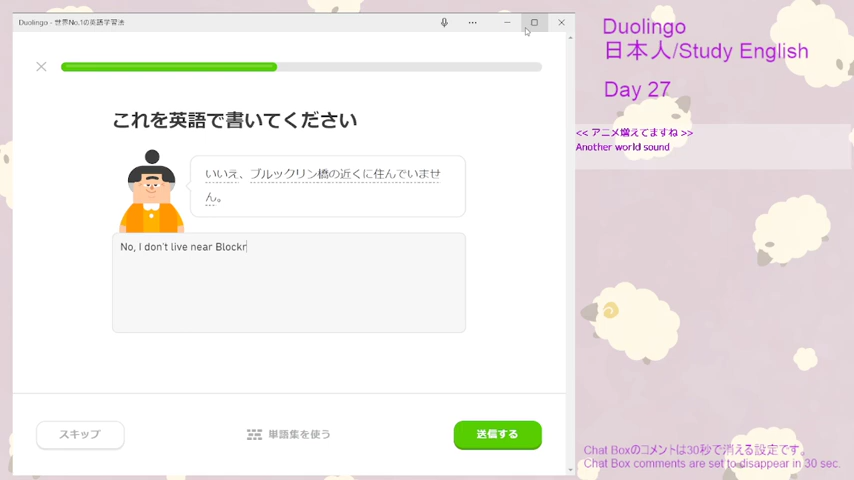 Duolingo - 世界No.1の英語学習法
これを英語で書いてください
いいえ、ブルックリン橋の近くに住んでいませ
ん。
No, I don't live near Blockr
スキップ
単語集を使う
送信する
Duolingo
日本人/Study English
Day 27
<< アニメ増えてますね >>
Another world sound
Chat Boxのコメントは30秒で消える設定です
Chat Box comments are set to disappear in 30 sec.